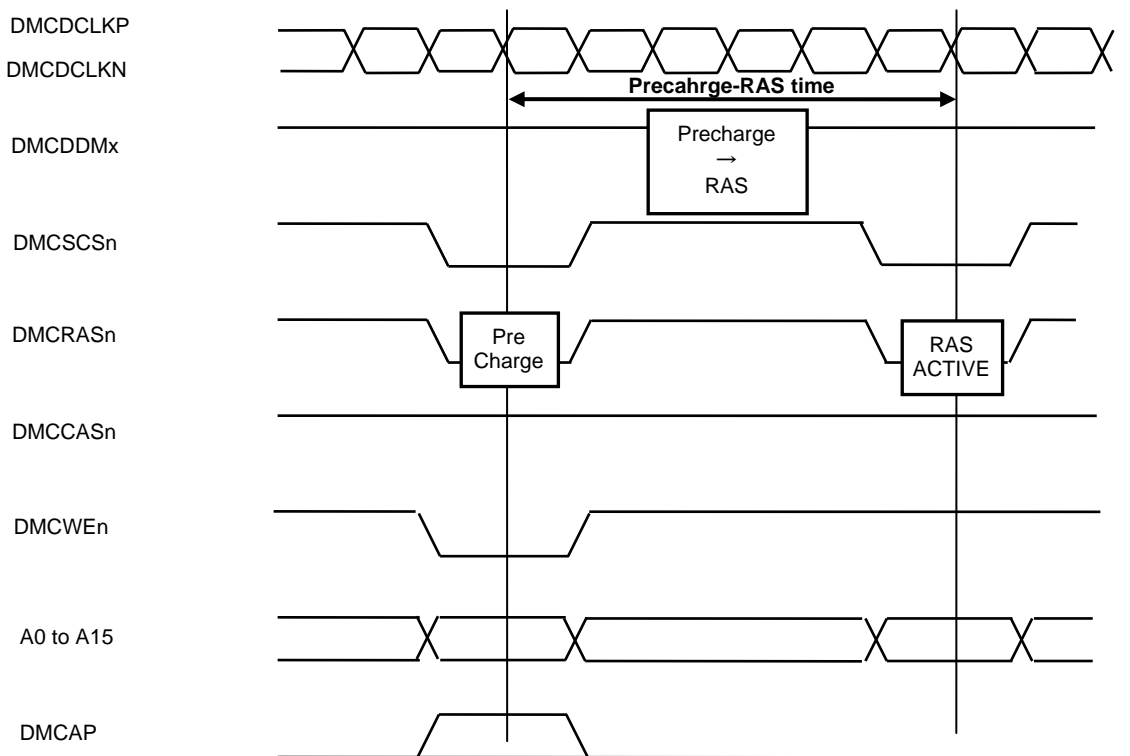 DMCDCLKP
DMCDCLKN
Precahrge-RAS time
DMCDDMx
Precharge
→
RAS
DMCSCSn
DMCRASn
Pre
Charge
RAS
ACTIVE
DMCCASn
DMCWEn
A0 to A15
DMCAP